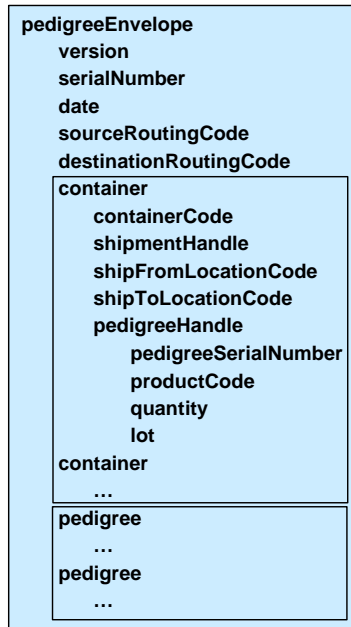 pedigreeEnvelope
version
serialNumber
date
sourceRoutingCode
destinationRoutingCode
container
containerCode
shipmentHandle
shipFromLocationCode
shipToLocationCode
pedigreeHandle
pedigreeSerialNumber
productCode
quantity
lot
container
…
pedigree
…
pedigree
…